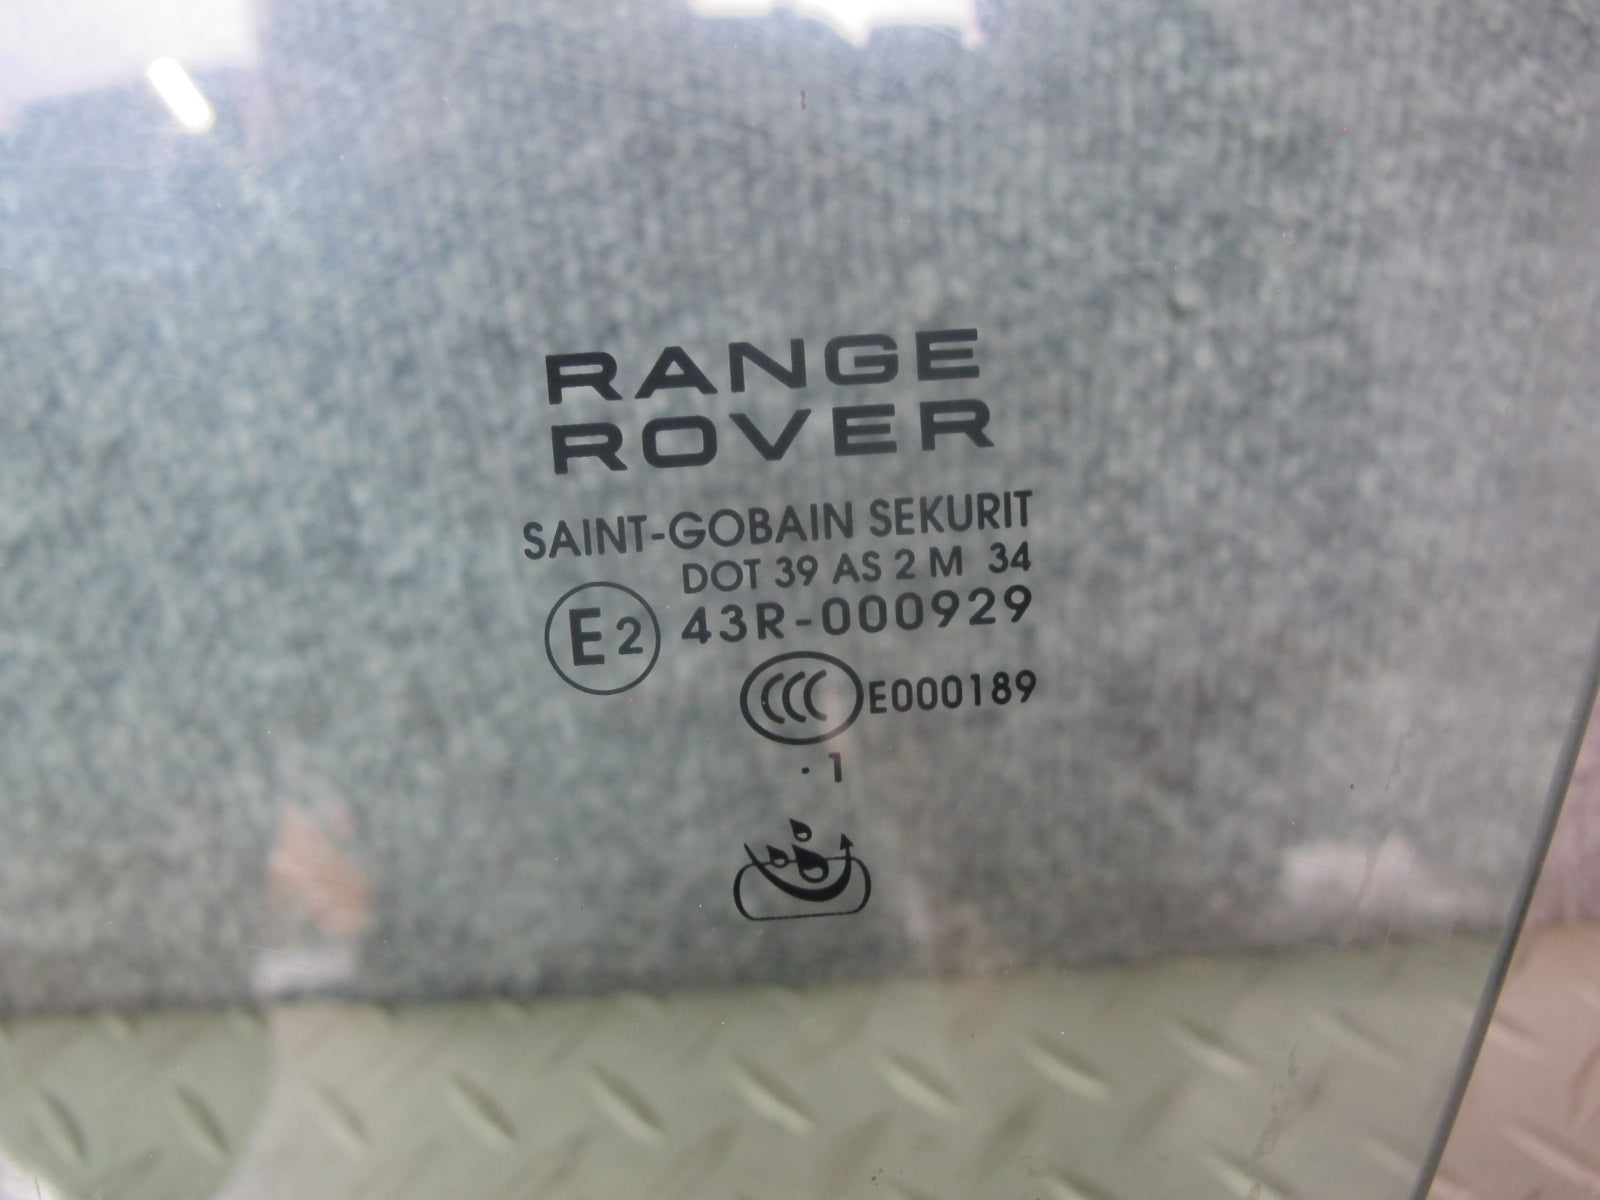 RANGE
ROVER
SAINT-GOBAIN SEKURIT
DOT 39 AS 2 M 34
E2 43R-000929
CCC E000189
· 1